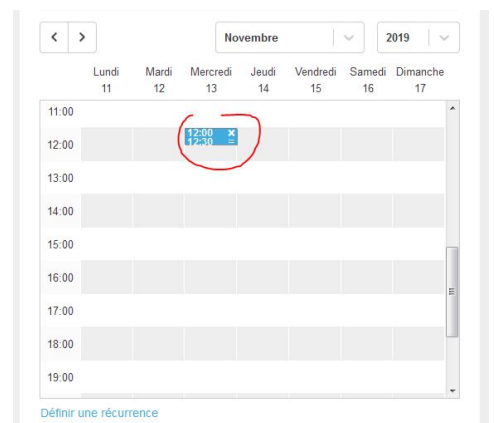 Novembre 2019
Lundi Mardi Mercredi Jeudi Vendredi Samedi Dimanche
11 12 13 14 15 16 17
11:00
12:00
12:00
12:30
13:00
14:00
15:00
16:00
17:00
18:00
19:00
Définir une récurrence